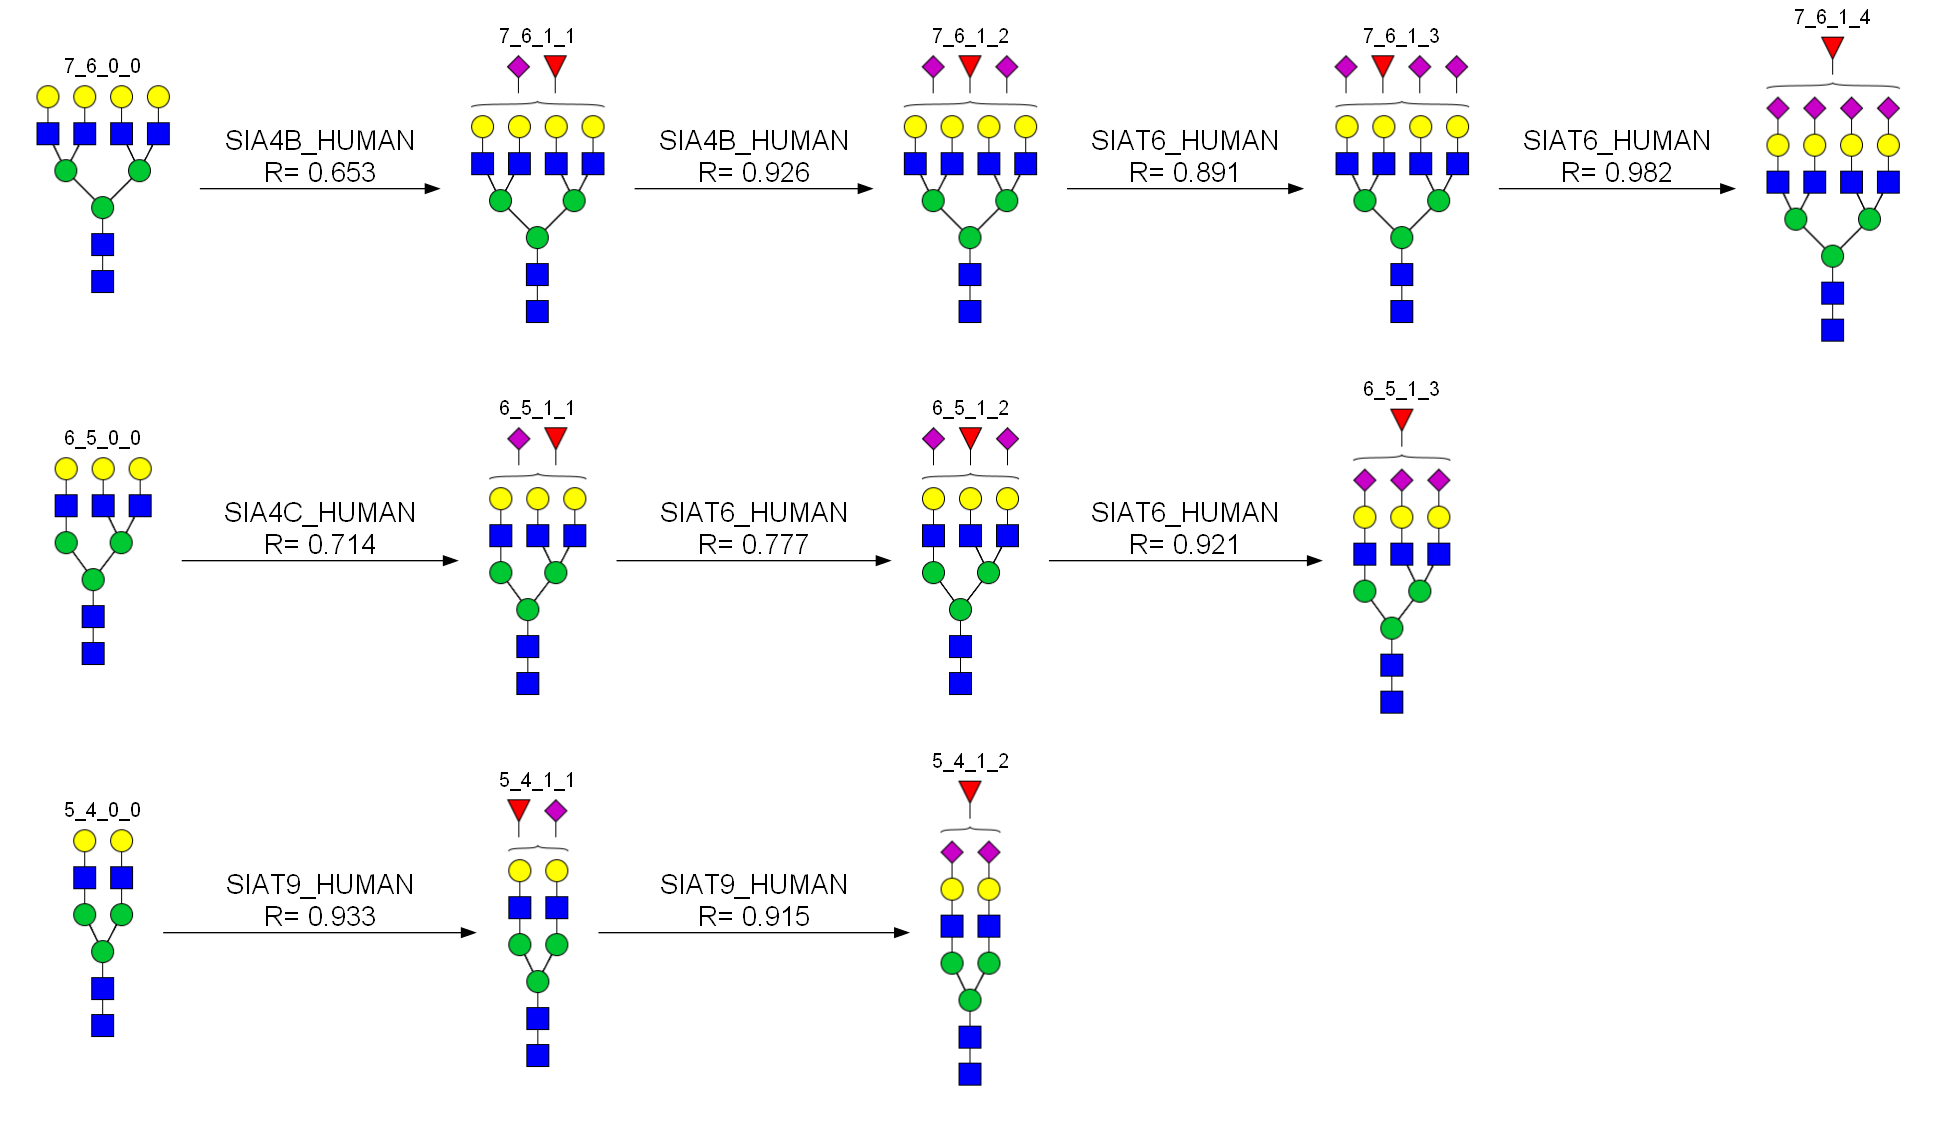 7_6_0_0
7_6_1_1
7_6_1_2
7_6_1_3
7_6_1_4
SIA4B_HUMAN
R= 0.653
SIA4B_HUMAN
R= 0.926
SIAT6_HUMAN
R= 0.891
SIAT6_HUMAN
R= 0.982
6_5_0_0
6_5_1_1
6_5_1_2
6_5_1_3
SIA4C_HUMAN
R= 0.714
SIAT6_HUMAN
R= 0.777
SIAT6_HUMAN
R= 0.921
5_4_0_0
5_4_1_1
5_4_1_2
SIAT9_HUMAN
R= 0.933
SIAT9_HUMAN
R= 0.915